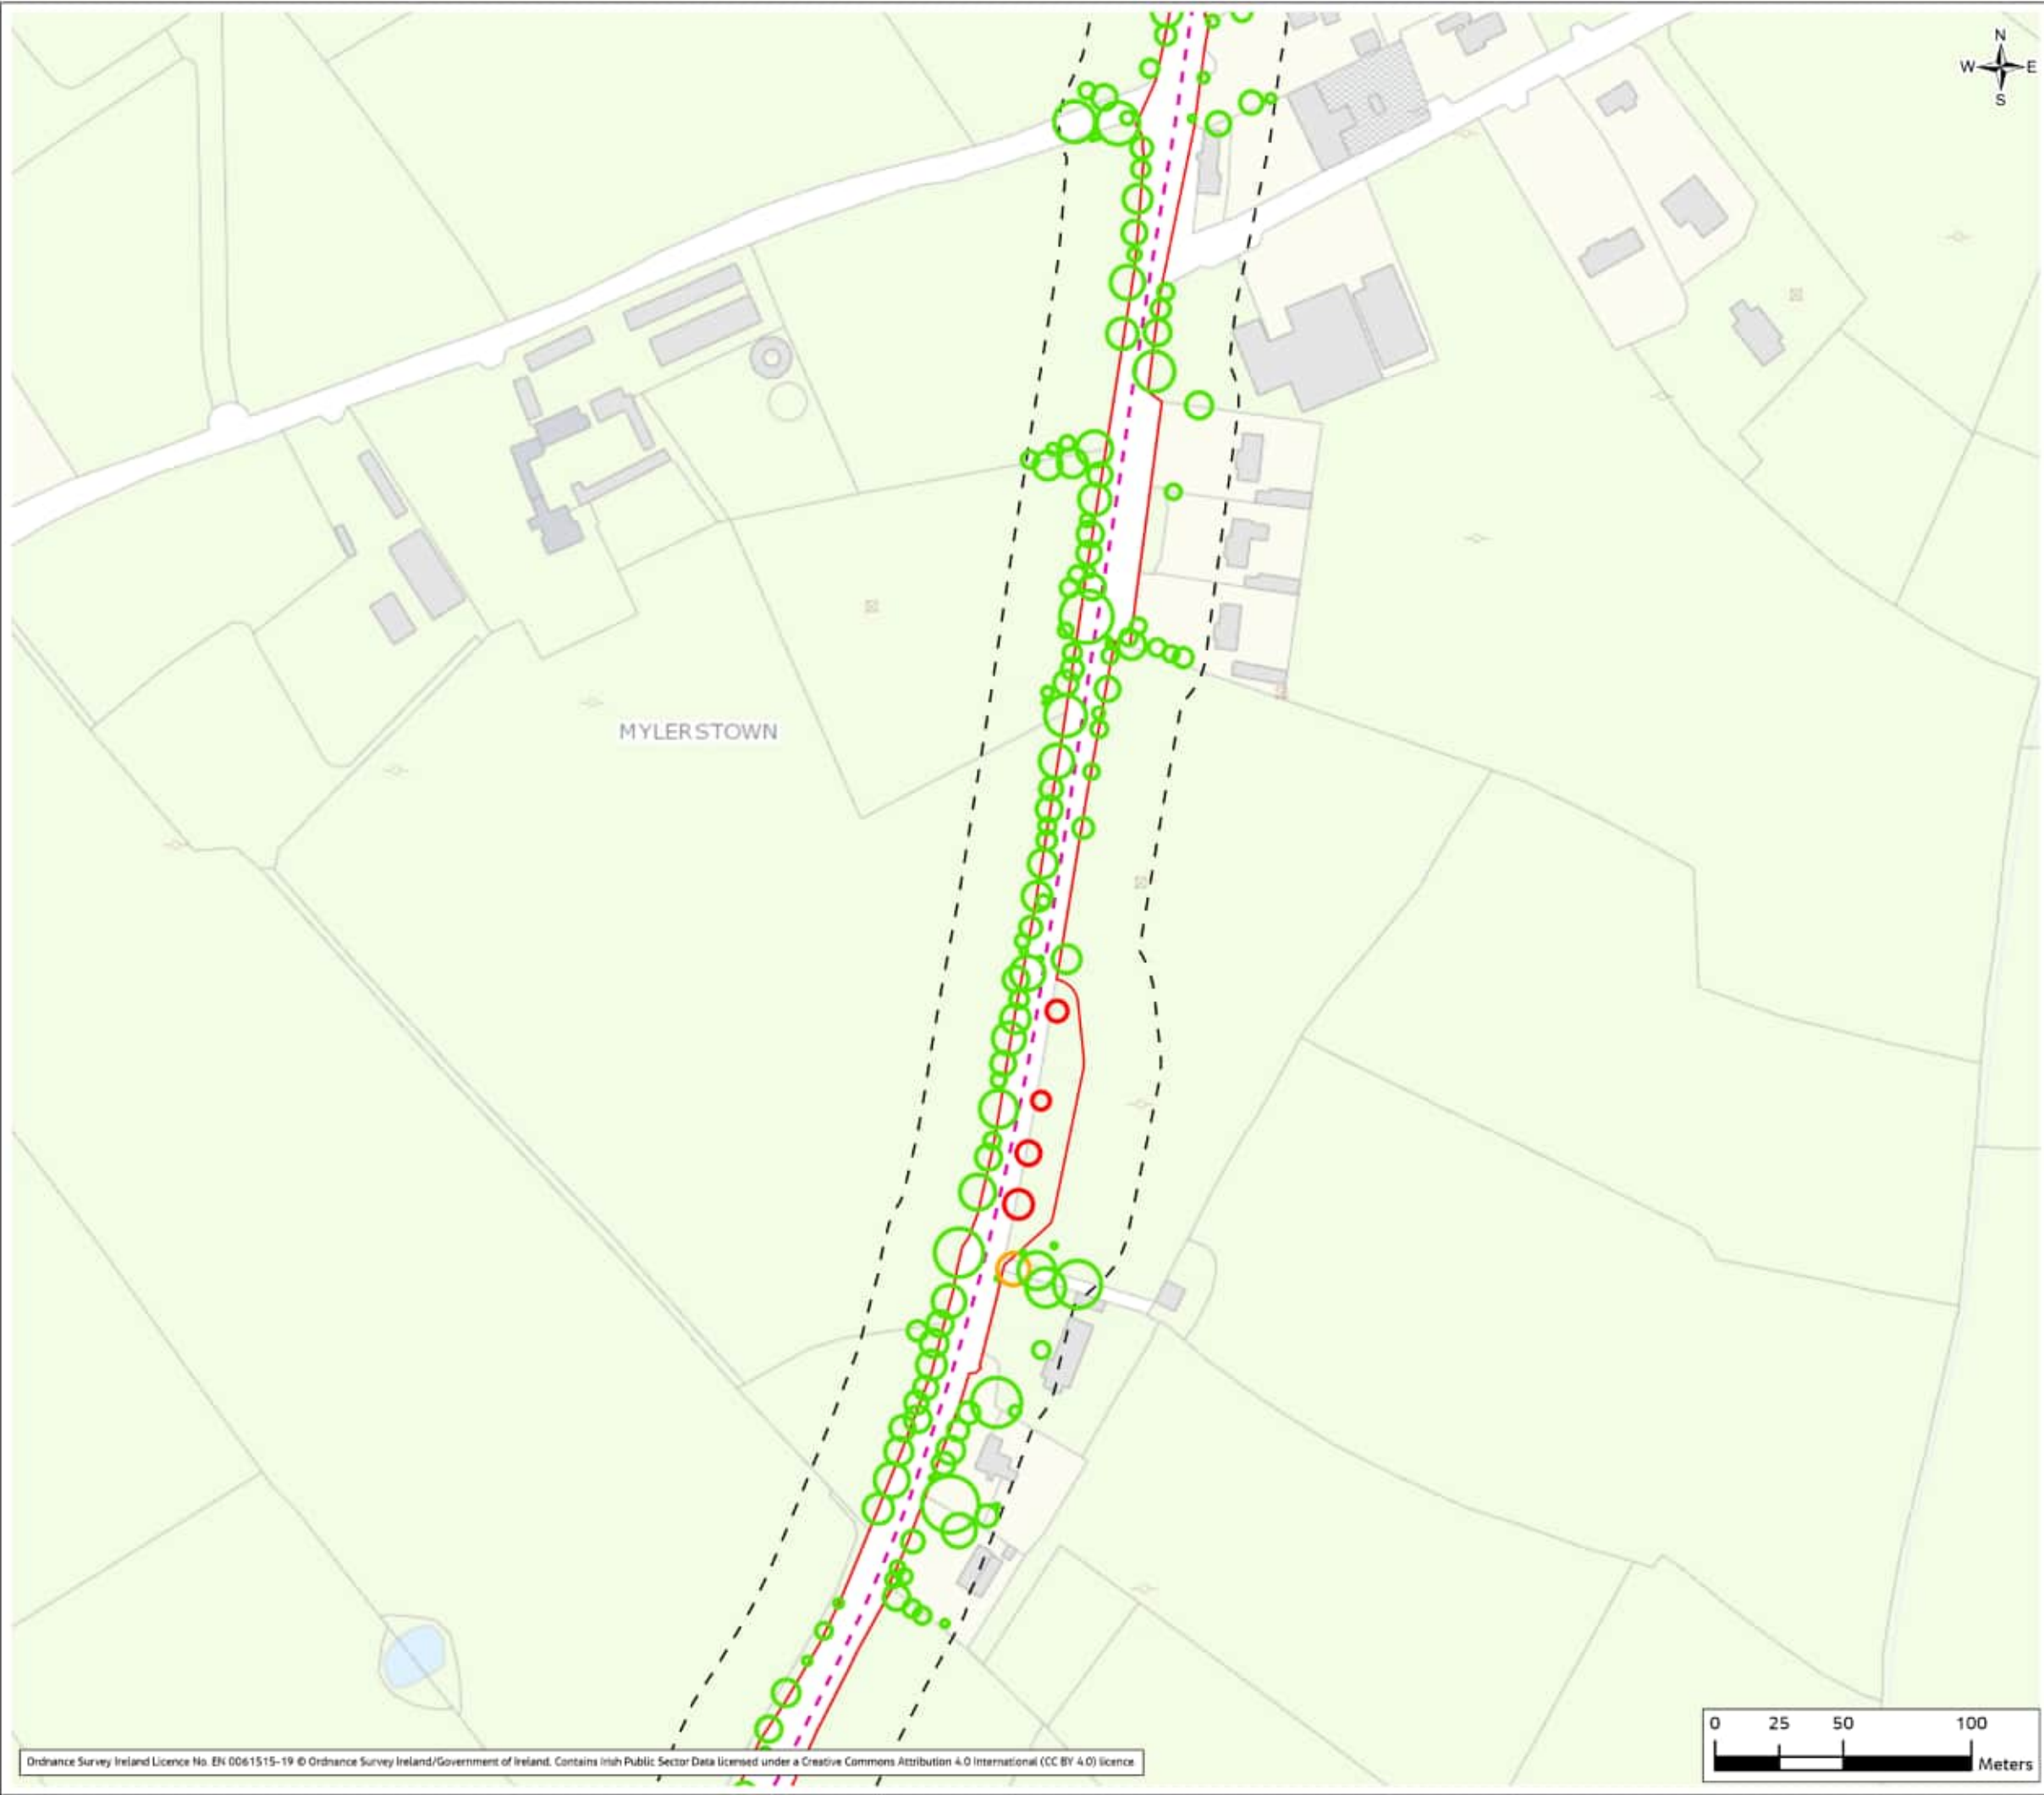 N
W E
S
MYLERSTOWN
0 25 50 100
Meters
Ordnance Survey Ireland Licence No. EN 0061515-19 © Ordnance Survey Ireland/Government of Ireland. Contains Irish Public Sector Data licensed under a Creative Commons Attribution 4.0 International (CC BY 4.0) licence